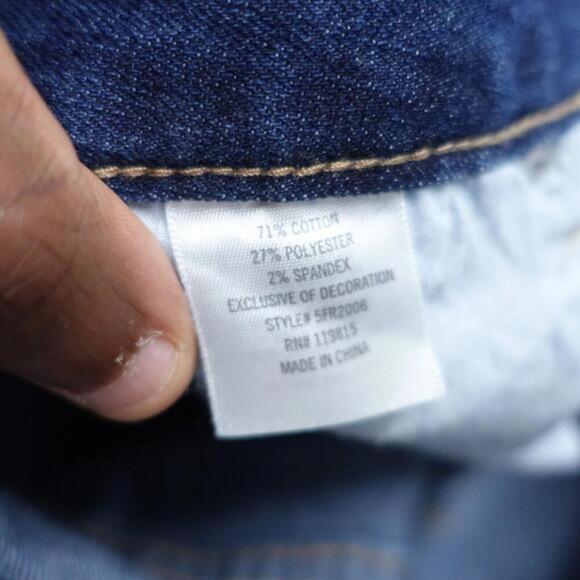 71% COTTON
27% POLYESTER
2% SPANDEX
EXCLUSIVE OF DECORATION
STYLE# 5FR2006
RN# 119815
MADE IN CHINA